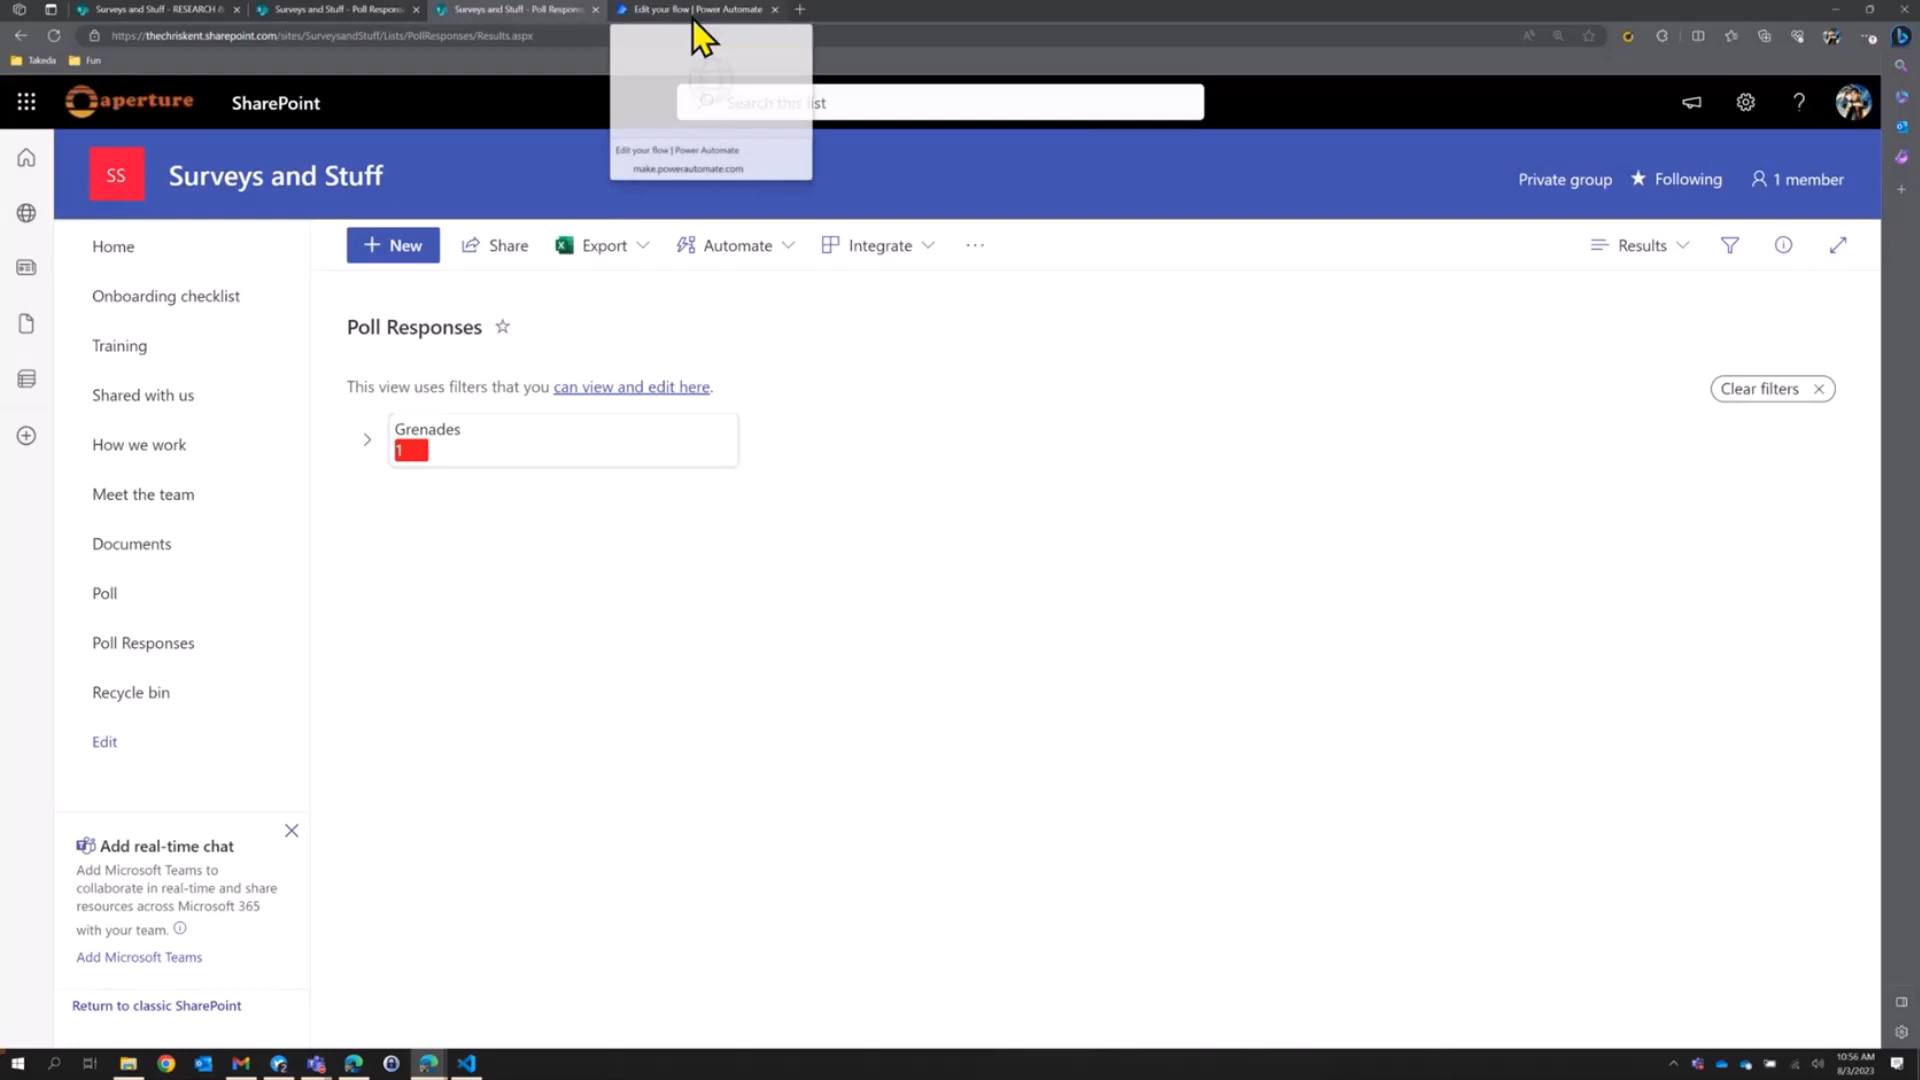 Surveys and Stuff - RESEARCH &
Surveys and Stuff - Poll Respons
Surveys and Stuff - Poll Respons
Edit your flow | Power Automate
https://thechriskent.sharepoint.com/sites/SurveysandStuff/Lists/PollResponses/Results.aspx
Takeda
Fun
aperture
SharePoint
Search this list
Edit your flow | Power Automate
make.powerautomate.com
SS
Surveys and Stuff
Private group
Following
1 member
Home
Onboarding checklist
Training
Shared with us
How we work
Meet the team
Documents
Poll
Poll Responses
Recycle bin
Edit
New
Share
Export
Automate
Integrate
Results
Poll Responses
This view uses filters that you can view and edit here.
Clear filters
Grenades
1
Add real-time chat
Add Microsoft Teams to
collaborate in real-time and share
resources across Microsoft 365
with your team.
Add Microsoft Teams
Return to classic SharePoint
10:56 AM
8/3/2023